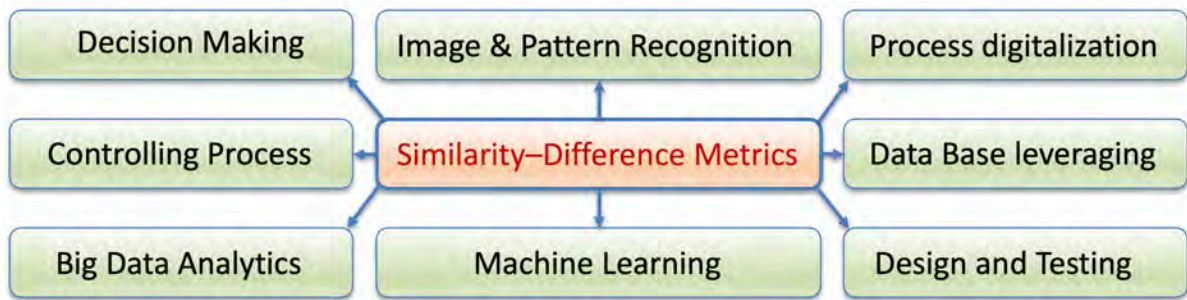 Decision Making
Image & Pattern Recognition
Process digitalization
Controlling Process
Similarity–Difference Metrics
Data Base leveraging
Big Data Analytics
Machine Learning
Design and Testing